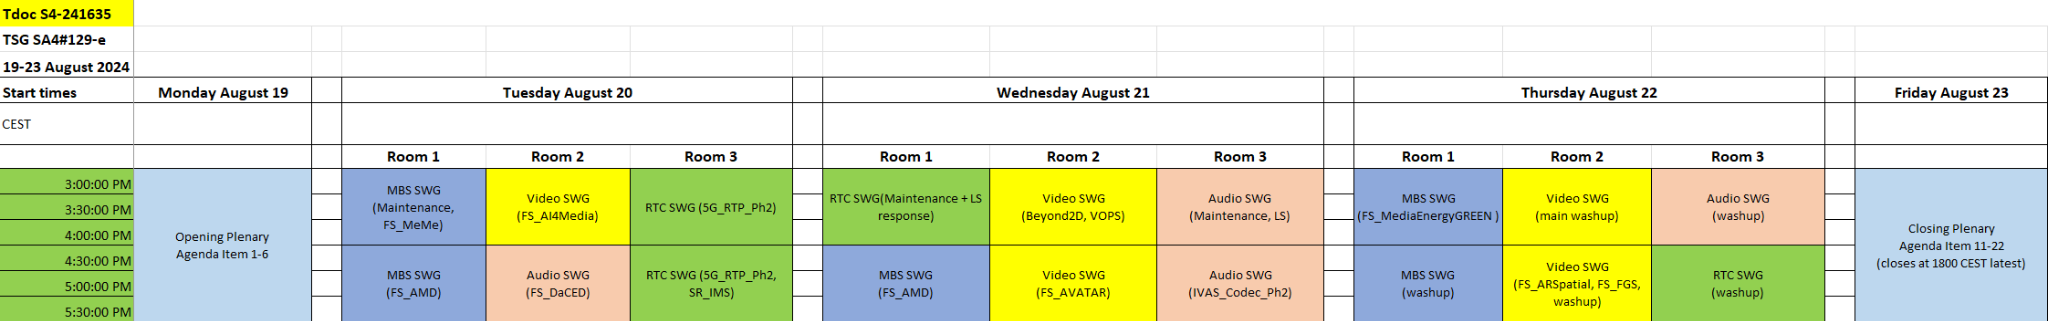 Tdoc S4-241635
TSG SA4#129-e
19-23 August 2024
Start times Monday August 19 Tuesday August 20 Wednesday August 21 Thursday August 22 Friday August 23
CEST
Room 1 Room 2 Room 3 Room 1 Room 2 Room 3 Room 1 Room 2 Room 3
3:00:00 PM
3:30:00 PM
4:00:00 PM
4:30:00 PM
5:00:00 PM
5:30:00 PM
Opening Plenary
Agenda Item 1-6
MBS SWG
(Maintenance,
FS_MeMe)
Video SWG
(FS_AI4Media)
RTC SWG (5G_RTP_Ph2)
MBS SWG
(FS_AMD)
Audio SWG
(FS_DaCED)
RTC SWG (5G_RTP_Ph2,
SR_IMS)
RTC SWG(Maintenance + LS
response)
Video SWG
(Beyond2D, VOPS)
Audio SWG
(Maintenance, LS)
MBS SWG
(FS_AMD)
Video SWG
(FS_AVATAR)
Audio SWG
(IVAS_Codec_Ph2)
MBS SWG
(FS_MediaEnergyGREEN )
Video SWG
(main washup)
Audio SWG
(washup)
MBS SWG
(washup)
Video SWG
(FS_ARSpatial, FS_FGS,
washup)
RTC SWG
(washup)
Closing Plenary
Agenda Item 11-22
(closes at 1800 CEST latest)